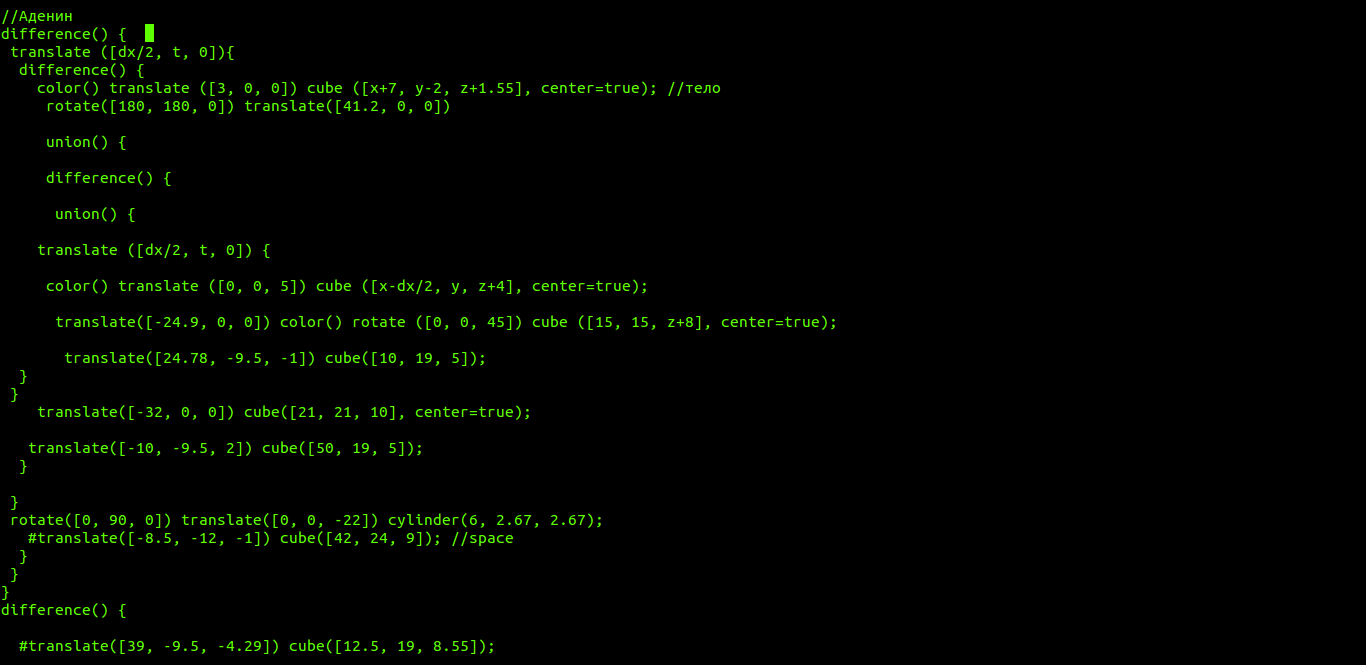 //Аденин
difference() {
translate ([dx/2, t, 0]){
difference() {
color() translate ([3, 0, 0]) cube ([x+7, y-2, z+1.55], center=true); //тело
rotate([180, 180, 0]) translate([41.2, 0, 0])
union() {
difference() {
union() {
translate ([dx/2, t, 0]) {
color() translate ([0, 0, 5]) cube ([x-dx/2, y, z+4], center=true);
translate([-24.9, 0, 0]) color() rotate ([0, 0, 45]) cube ([15, 15, z+8], center=true);
translate([24.78, -9.5, -1]) cube([10, 19, 5]);
}
}
translate([-32, 0, 0]) cube([21, 21, 10], center=true);
translate([-10, -9.5, 2]) cube([50, 19, 5]);
}
}
rotate([0, 90, 0]) translate([0, 0, -22]) cylinder(6, 2.67, 2.67);
#translate([-8.5, -12, -1]) cube([42, 24, 9]); //space
}
}
}
difference() {
#translate([39, -9.5, -4.29]) cube([12.5, 19, 8.55]);